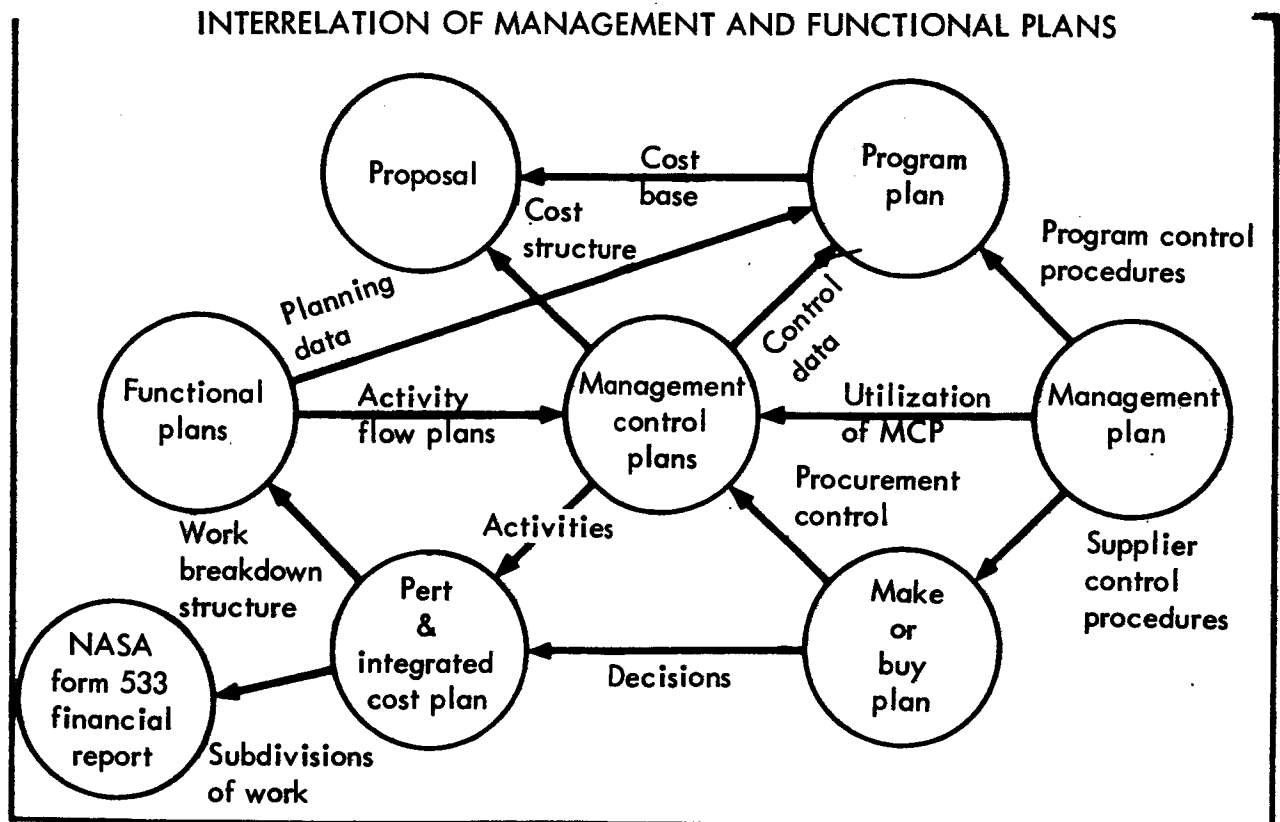 INTERRELATION OF MANAGEMENT AND FUNCTIONAL PLANS
Proposal
Cost
base
Program
plan
Cost
structure
Program control
procedures
Planning
data
Control
data
Functional
plans
Activity
flow plans
Management
control
plans
Utilization
of MCP
Management
plan
Procurement
control
Activities
Work
breakdown
structure
Supplier
control
procedures
Pert
&
integrated
cost plan
Make
or
buy
plan
Decisions
NASA
form 533
financial
report
Subdivisions
of work